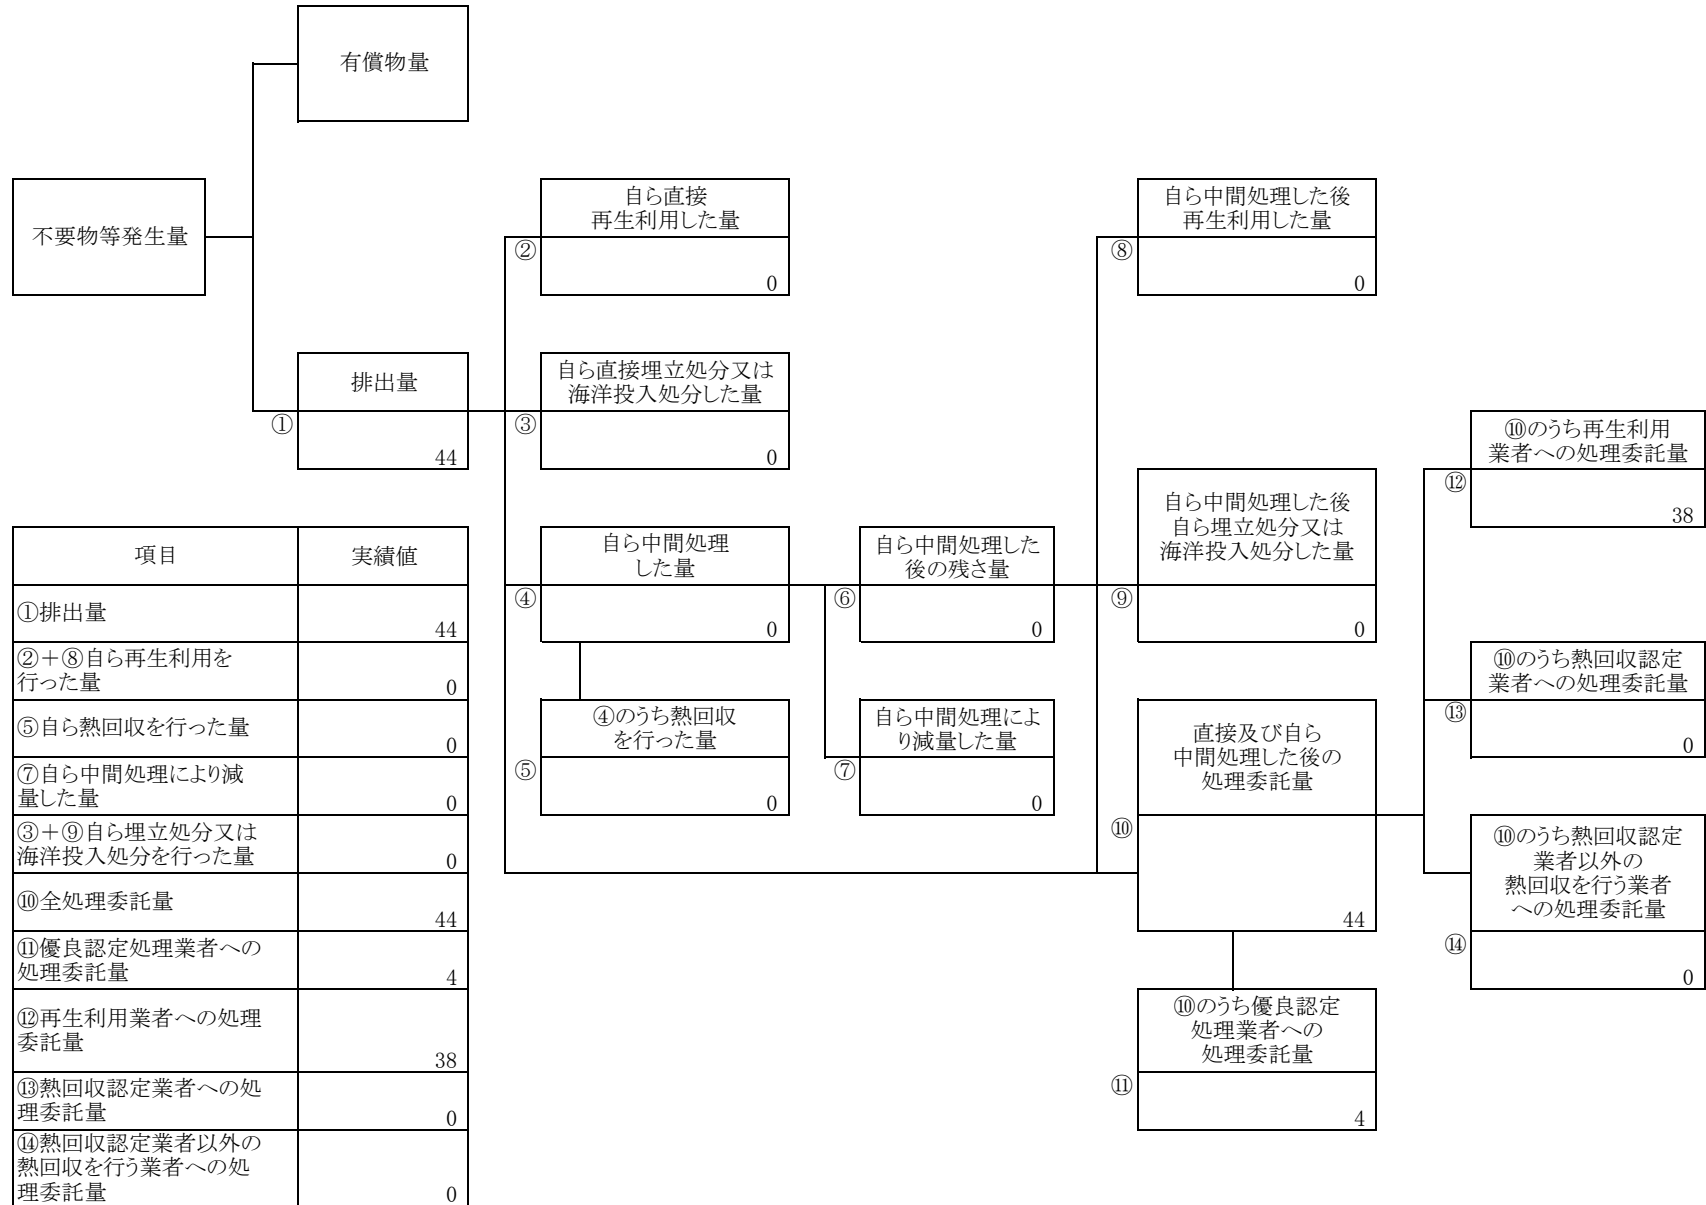 有償物量
不要物等発生量
自ら直接
再生利用した量
②
0
自ら中間処理した後
再生利用した量
⑧
0
排出量
①
44
自ら直接埋立処分又は
海洋投入処分した量
③
0
⑩のうち再生利用
業者への処理委託量
⑫
38
自ら中間処理した後
自ら埋立処分又は
海洋投入処分した量
⑨
0
自ら中間処理
した量
④
0
自ら中間処理した
後の残さ量
⑥
0
⑩のうち熱回収認定
業者への処理委託量
⑬
0
④のうち熱回収
を行った量
⑤
0
自ら中間処理によ
り減量した量
⑦
0
直接及び自ら
中間処理した後の
処理委託量
⑩
44
⑩のうち熱回収認定
業者以外の
熱回収を行う業者
への処理委託量
⑭
0
⑩のうち優良認定
処理業者への
処理委託量
⑪
4
項目 実績値
①排出量
44
②+⑧自ら再生利用を
行った量
0
⑤自ら熱回収を行った量
0
⑦自ら中間処理により減
量した量
0
③+⑨自ら埋立処分又は
海洋投入処分を行った量
0
⑩全処理委託量
44
⑪優良認定処理業者への
処理委託量
4
⑫再生利用業者への処理
委託量
38
⑬熱回収認定業者への処
理委託量
0
⑭熱回収認定業者以外の
熱回収を行う業者への処
理委託量
0